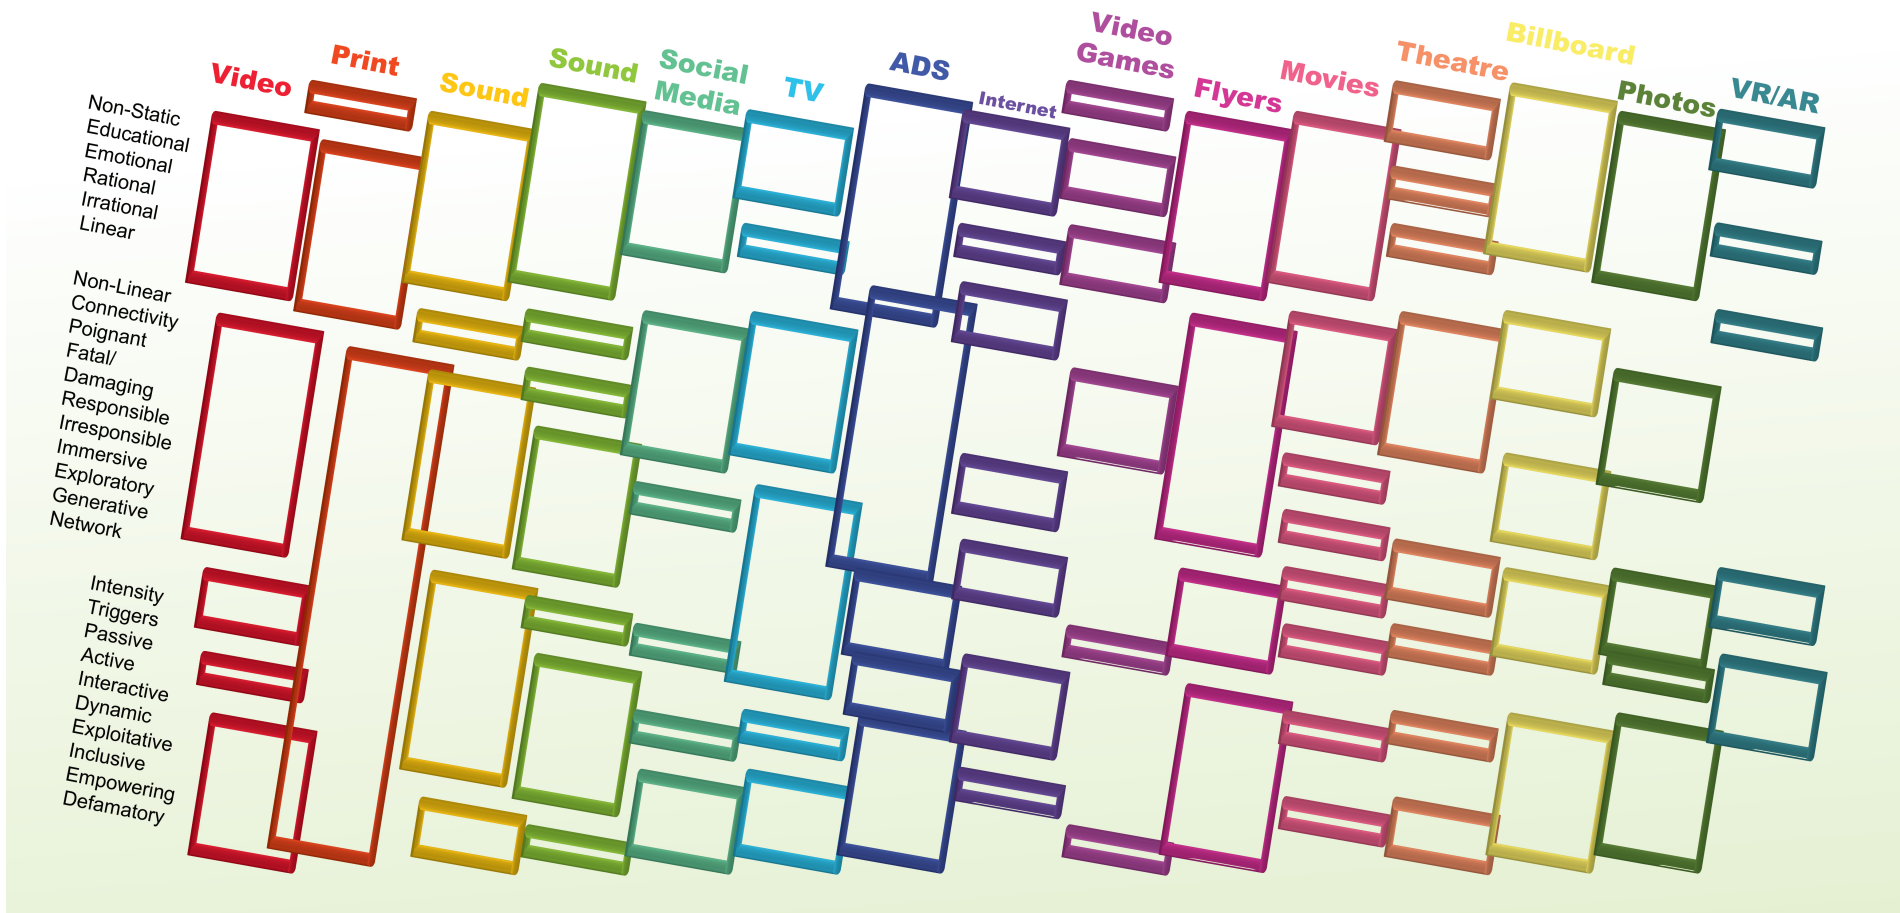 Video
Print
Sound
Sound
Social
Media
TV
ADS
Internet
Video
Games
Flyers
Movies
Theatre
Billboard
Photos
VR/AR
Non-Static
Educational
Emotional
Rational
Irrational
Linear
Non-Linear
Connectivity
Poignant
Fatal/
Damaging
Responsible
Irresponsible
Immersive
Exploratory
Generative
Network
Intensity
Triggers
Passive
Active
Interactive
Dynamic
Exploitative
Inclusive
Empowering
Defamatory